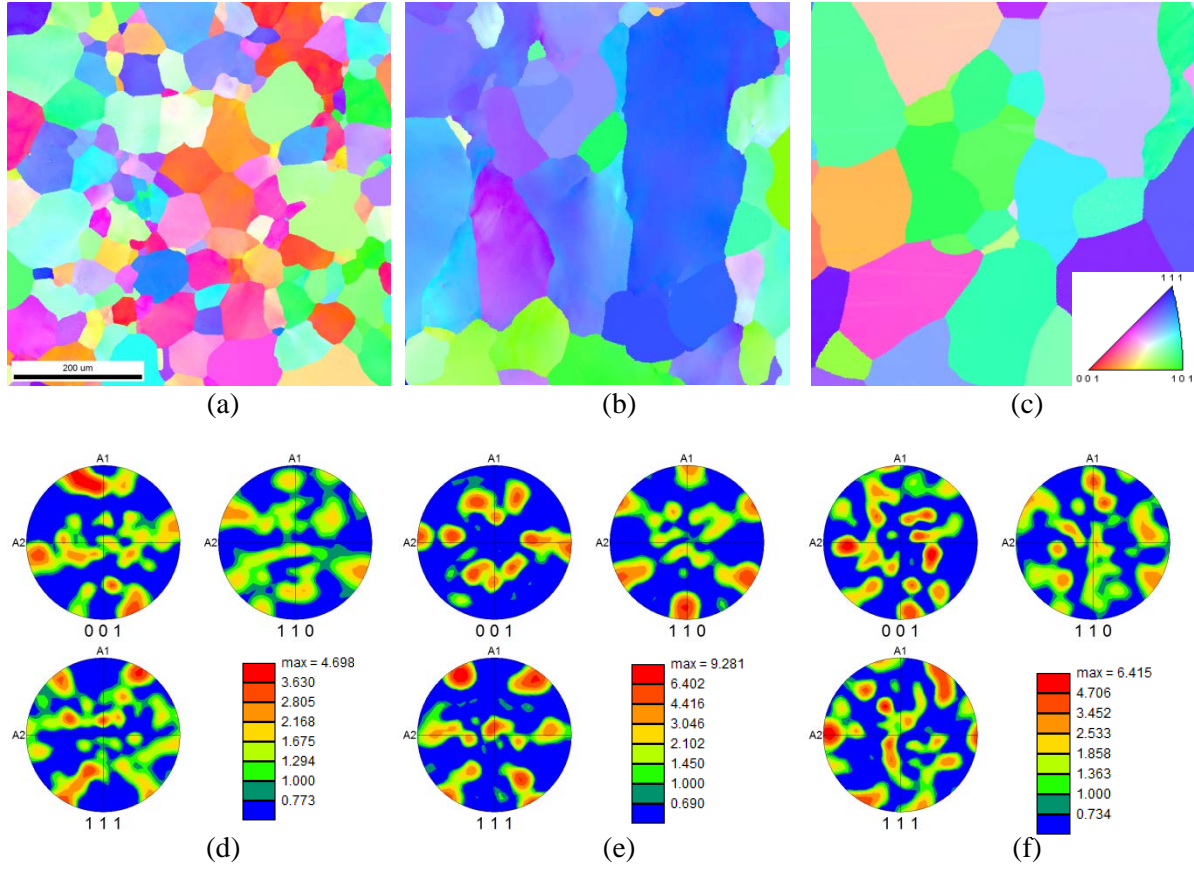 200 um
1 1 1
0 0 1
1 0 1
(a)
(b)
(c)
A1
A1
A1
A1
A1
A1
A2
A2
A2
A2
A2
A2
0 0 1
1 1 0
0 0 1
1 1 0
0 0 1
1 1 0
A1
A2
1 1 1
max = 4.698
3.630
2.805
2.168
1.675
1.294
1.000
0.773
A1
A2
1 1 1
max = 9.281
6.402
4.416
3.046
2.102
1.450
1.000
0.690
A1
A2
1 1 1
max = 6.415
4.706
3.452
2.533
1.858
1.363
1.000
0.734
(d)
(e)
(f)